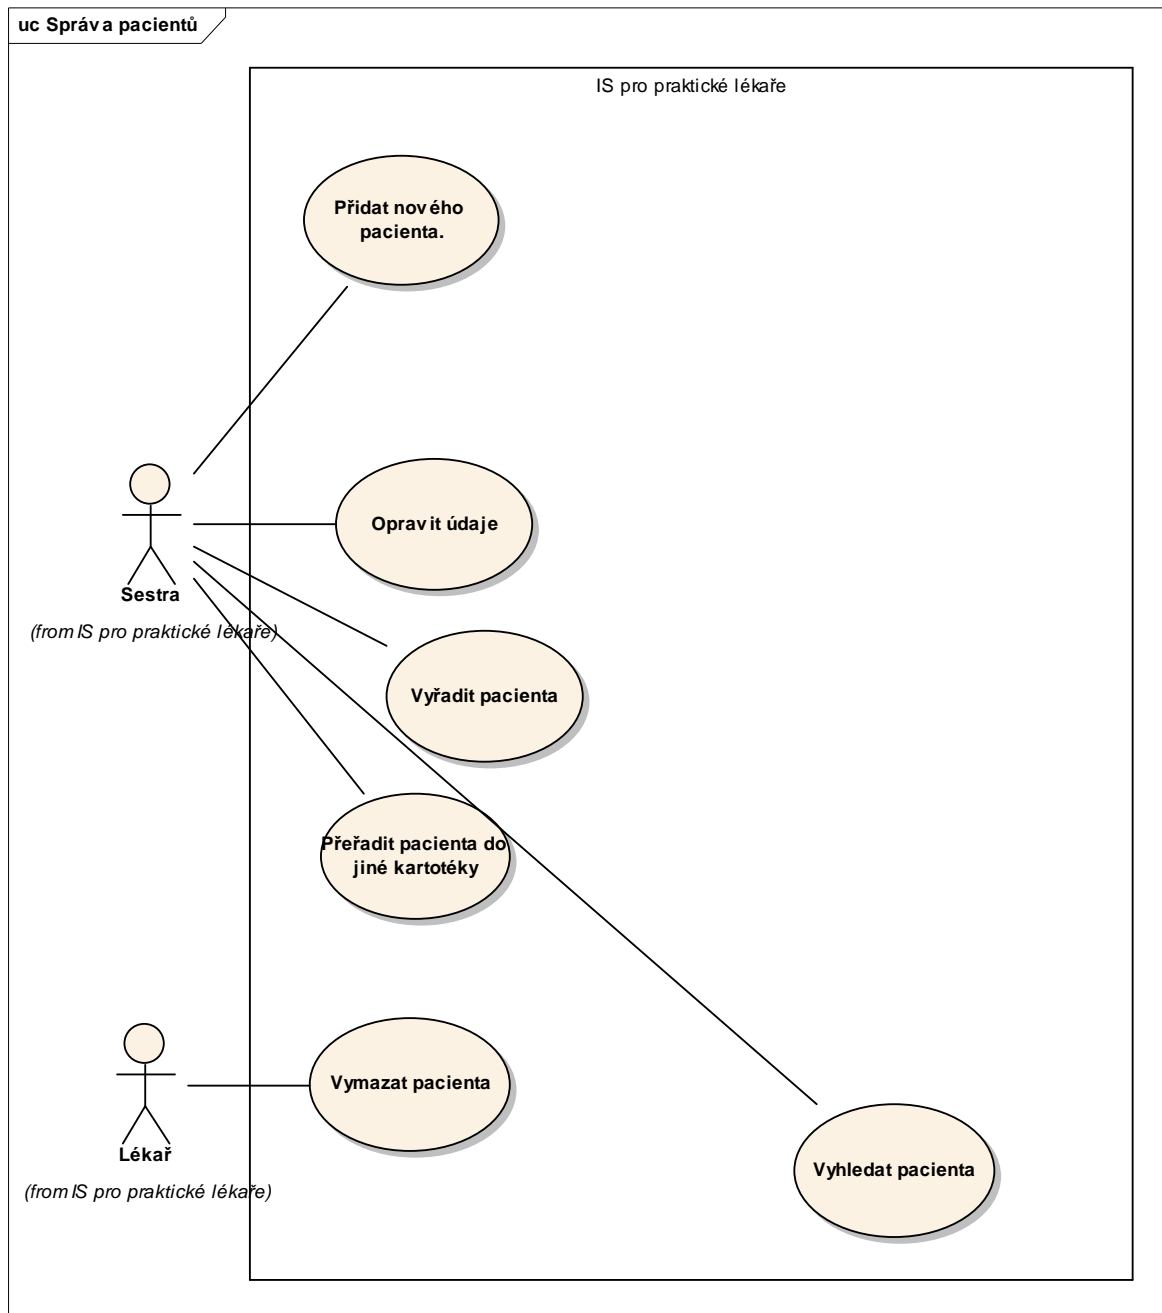 uc Správa pacientů
IS pro praktické lékaře
Přidat nového
pacienta.
Opravit údaje
Sestra
(from IS pro praktické lékaře)
Vyřadit pacienta
Přeřadit pacienta do
jiné kartotéky
Vymazat pacienta
Lékař
(from IS pro praktické lékaře)
Vyhledat pacienta